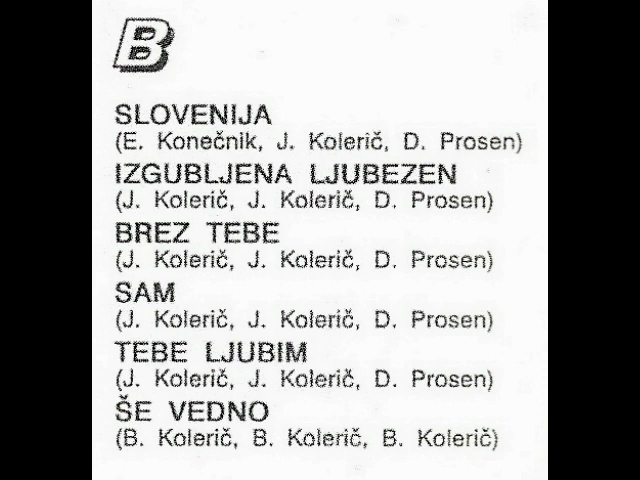 B
SLOVENIJA
(E. Konečnik, J. Kolerič, D. Prosen)
IZGUBLJENA LJUBEZEN
(J. Kolerič, J. Kolerič, D. Prosen)
BREZ TEBE
(J. Kolerič, J. Kolerič, D. Prosen)
SAM
(J. Kolerič, J. Kolerič, D. Prosen)
TEBE LJUBIM
(J. Kolerič, J. Kolerič, D. Prosen)
ŠE VEDNO
(B. Kolerič, B. Kolerič, B. Kolerič)